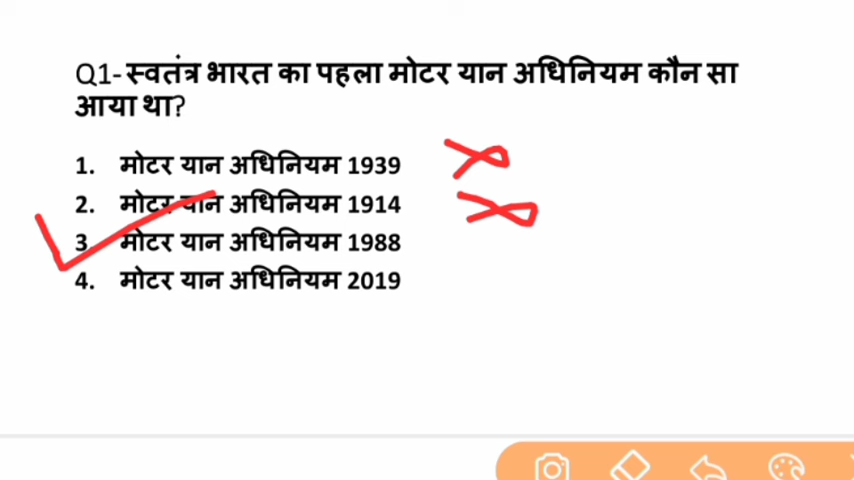 Q1- स्वतंत्र भारत का पहला मोटर यान अधिनियम कौन सा
आया था?
1. मोटर यान अधिनियम 1939
2. मोटर यान अधिनियम 1914
3. मोटर यान अधिनियम 1988
4. मोटर यान अधिनियम 2019